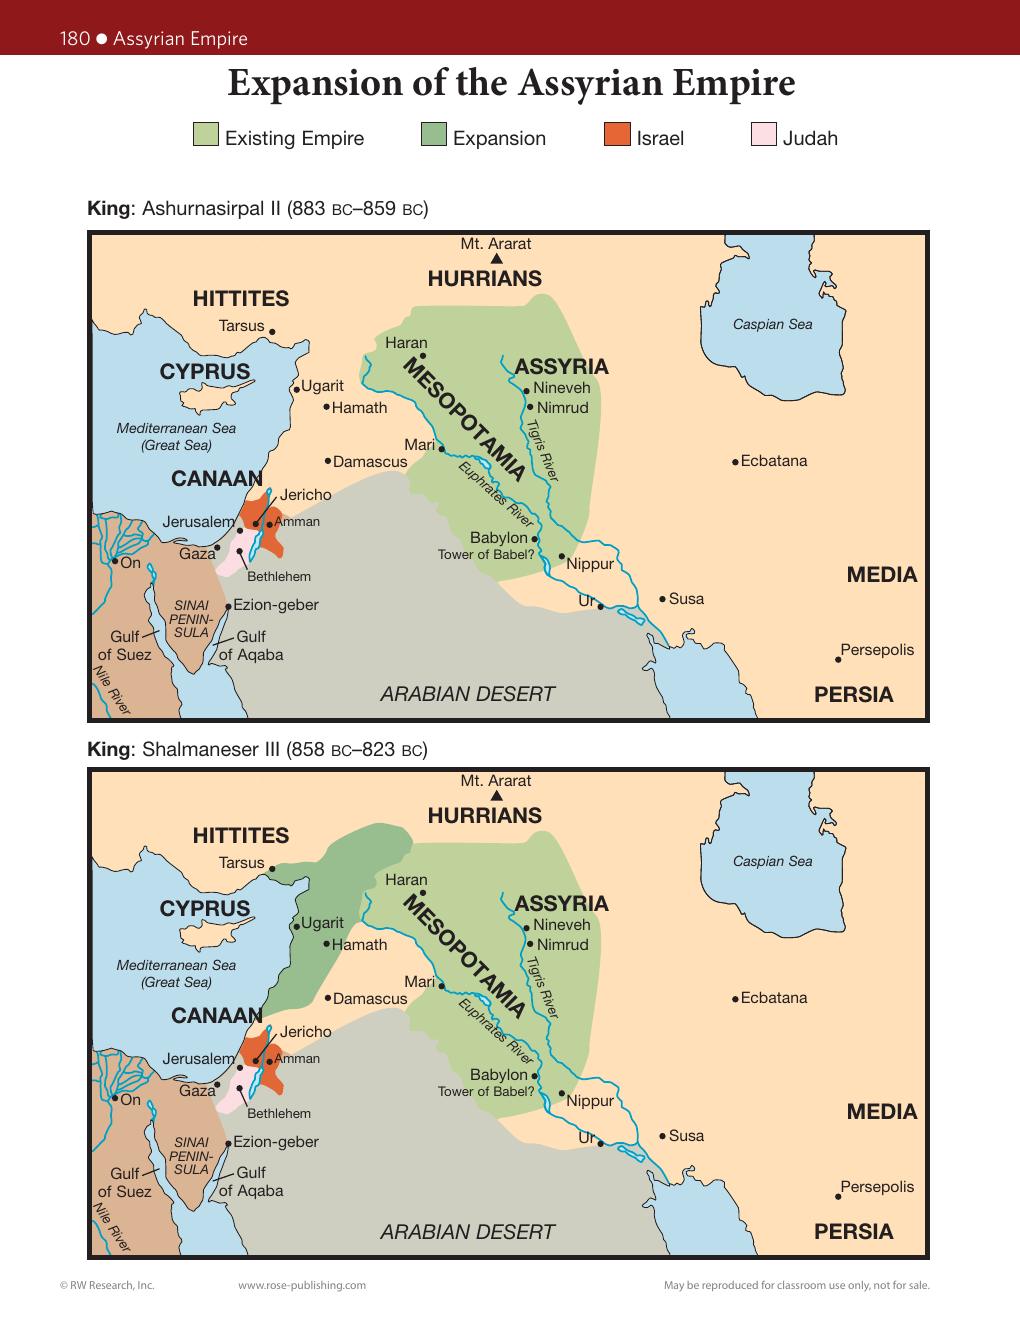 180 ● Assyrian Empire
Expansion of the Assyrian Empire
Existing Empire
Expansion
Israel
Judah
King: Ashurnasirpal II (883 BC–859 BC)
Mt. Ararat
HURRIANS
HITTITES
Tarsus
Caspian Sea
Haran
CYPRUS
ASSYRIA
MESOPOTAMIA
Ugarit
Nineveh
Hamath
Nimrud
Mediterranean Sea
(Great Sea)
Tigris River
Mari
Damascus
Ecbatana
CANAAN
Euphrates River
Jericho
Jerusalem
Amman
Babylon
Tower of Babel?
Gaza
On
Nippur
Bethlehem
MEDIA
SINAI
PENIN-
SULA
Ezion-geber
Ur
Susa
Gulf
of Suez
Gulf
of Aqaba
Persepolis
Nile River
ARABIAN DESERT
PERSIA
King: Shalmaneser III (858 BC–823 BC)
Mt. Ararat
HURRIANS
HITTITES
Tarsus
Caspian Sea
Haran
CYPRUS
ASSYRIA
MESOPOTAMIA
Ugarit
Nineveh
Hamath
Nimrud
Mediterranean Sea
(Great Sea)
Tigris River
Mari
Damascus
Ecbatana
CANAAN
Euphrates River
Jericho
Jerusalem
Amman
Babylon
Tower of Babel?
Gaza
On
Nippur
Bethlehem
MEDIA
SINAI
PENIN-
SULA
Ezion-geber
Ur
Susa
Gulf
of Suez
Gulf
of Aqaba
Persepolis
Nile River
ARABIAN DESERT
PERSIA
© RW Research, Inc.
www.rose-publishing.com
May be reproduced for classroom use only, not for sale.